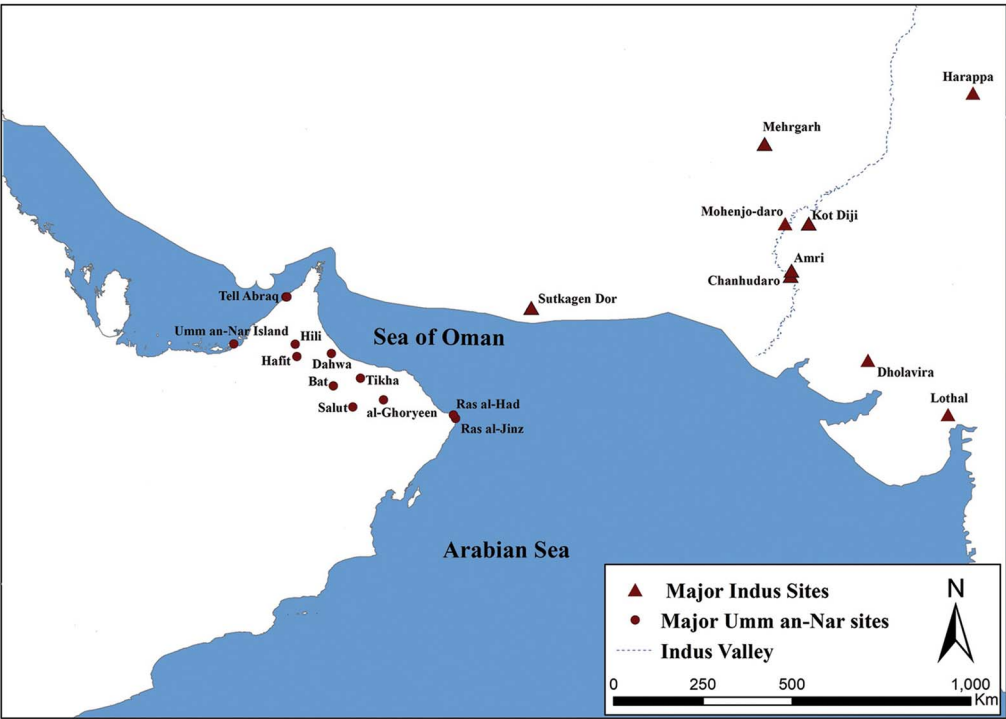 Harappa
Mehrgarh
Mohenjo-daro
Kot Diji
Amri
Chanhudaro
Tell Abraq
Sutkagen Dor
Umm an-Nar Island
Hili
Sea of Oman
Hafit
Dahwa
Dholavira
Bat
Tikha
Lothal
Salut
al-Ghoryeen
Ras al-Had
Ras al-Jinz
Arabian Sea
Major Indus Sites
Major Umm an-Nar sites
Indus Valley
N
0 250 500 1,000
Km